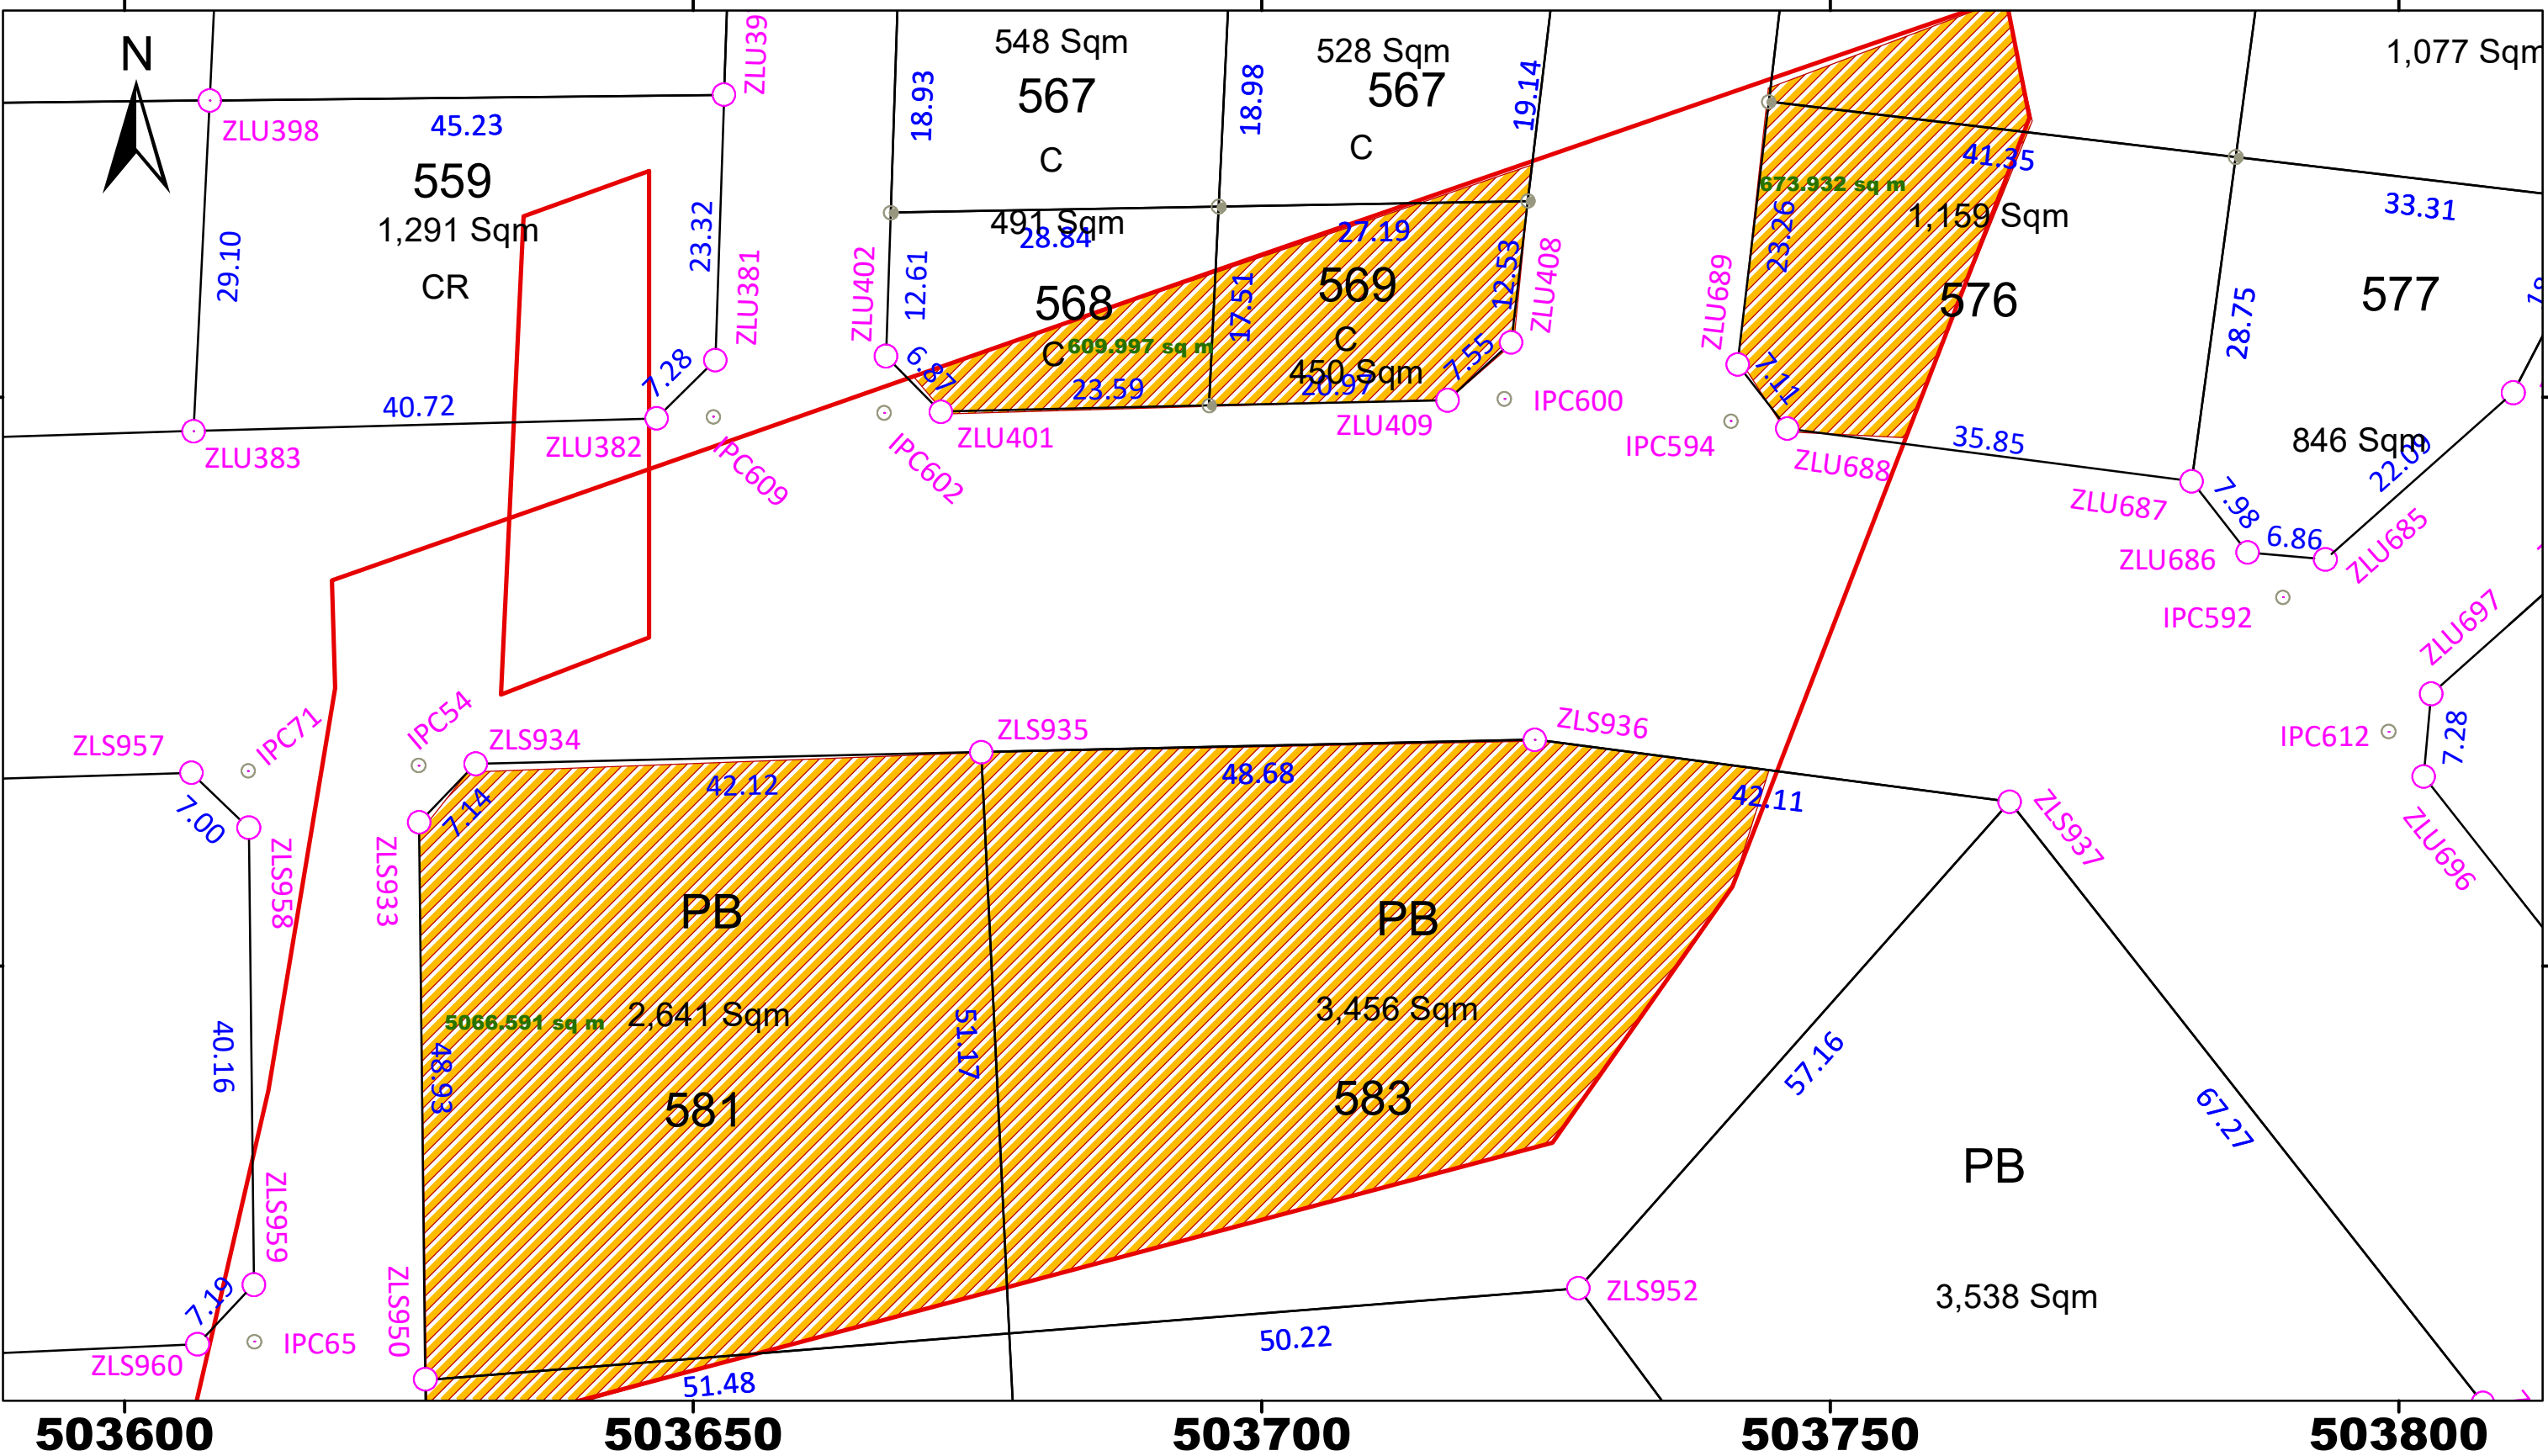 N
ZLU398
45.23
559
1,291 Sqm
CR
29.10
23.32
ZLU39
ZLU381
7.28
40.72
ZLU383
ZLU382
IPC609
548 Sqm
567
C
18.93
18.98
528 Sqm
567
C
19.14
491 Sqm
28.84
27.19
ZLU402
12.61
568
C
609.997 sq m
17.51
569
C
450 Sqm
12.53
ZLU408
6.87
23.59
20.97
7.55
ZLU401
ZLU409
IPC602
IPC600
1,077 Sqm
41.35
673.932 sq m
1,159 Sqm
23.26
576
ZLU689
7.11
IPC594
ZLU688
35.85
33.31
577
28.75
846 Sqm
22.09
ZLU687
7.98
6.86
ZLU686
ZLU685
IPC592
ZLU697
IPC612
7.28
ZLU696
ZLS957
IPC71
7.00
ZLS958
40.16
ZLS959
7.19
ZLS960
IPC65
IPC54
ZLS934
ZLS935
ZLS936
42.12
48.68
42.11
7.14
ZLS933
ZLS937
PB
2,641 Sqm
5066.591 sq m
48.93
581
51.17
PB
3,456 Sqm
583
57.16
67.27
PB
3,538 Sqm
ZLS950
ZLS952
50.22
51.48
503600
503650
503700
503750
503800